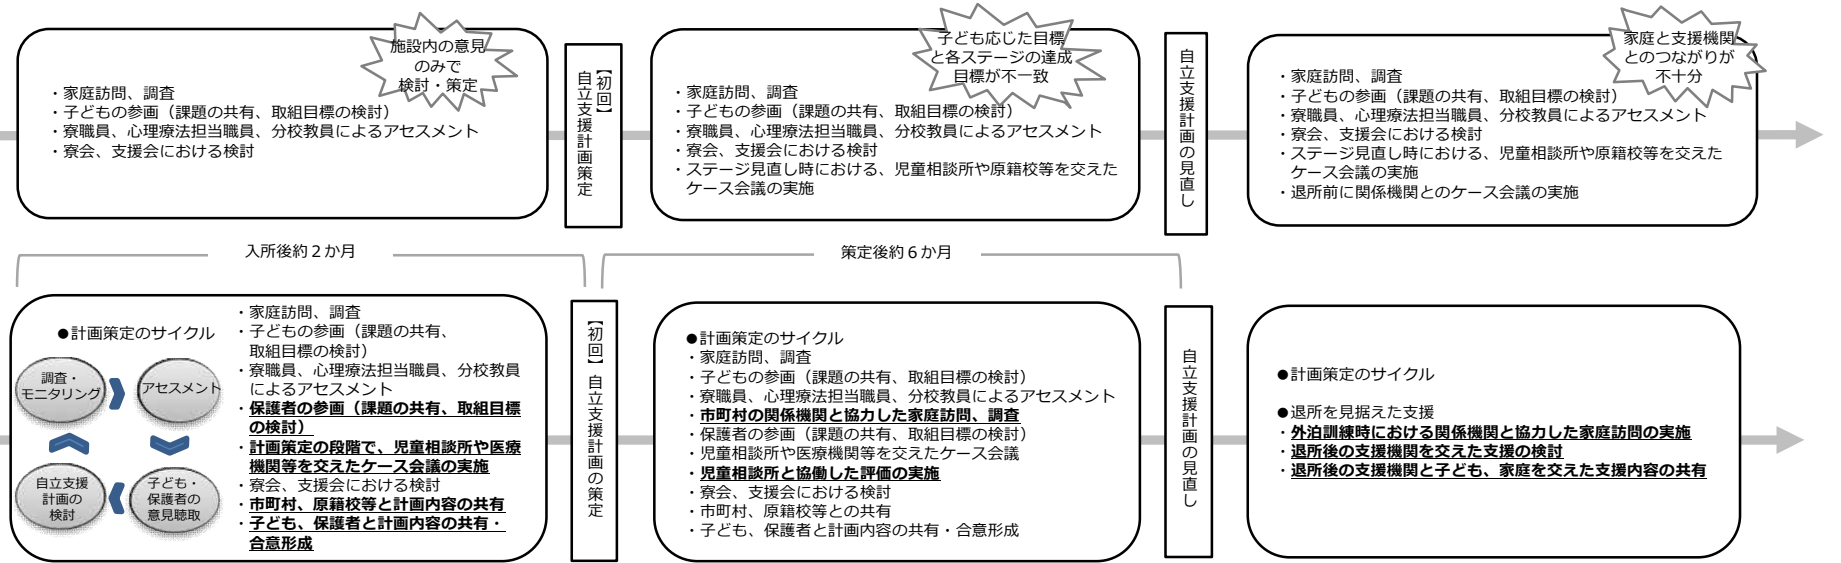 施設内の意見
のみで
検討・策定
・家庭訪問、調査
・子どもの参画（課題の共有、取組目標の検討）
・寮職員、心理療法担当職員、分校教員によるアセスメント
・寮会、支援会における検討
【初回】
自立支援計画策定
子ども応じた目標
と各ステージの達成
目標が不一致
・家庭訪問、調査
・子どもの参画（課題の共有、取組目標の検討）
・寮職員、心理療法担当職員、分校教員によるアセスメント
・寮会、支援会における検討
・ステージ見直し時における、児童相談所や原籍校等を交えた
ケース会議の実施
自立支援計画の見直し
家庭と支援機関
とのつながりが
不十分
・家庭訪問、調査
・子どもの参画（課題の共有、取組目標の検討）
・寮職員、心理療法担当職員、分校教員によるアセスメント
・寮会、支援会における検討
・ステージ見直し時における、児童相談所や原籍校等を交えた
ケース会議の実施
・退所前に関係機関とのケース会議の実施
入所後約２か月
策定後約６か月
●計画策定のサイクル
調査・
モニタリング
アセスメント
自立支援
計画の
検討
子ども・
保護者の
意見聴取
・家庭訪問、調査
・子どもの参画（課題の共有、
取組目標の検討）
・寮職員、心理療法担当職員、分校教員
によるアセスメント
・保護者の参画（課題の共有、取組目標
の検討）
・計画策定の段階で、児童相談所や医療
機関等を交えたケース会議の実施
・寮会、支援会における検討
・市町村、原籍校等と計画内容の共有
・子ども、保護者と計画内容の共有・
合意形成
【初回】自立支援計画の策定
●計画策定のサイクル
・家庭訪問、調査
・子どもの参画（課題の共有、取組目標の検討）
・寮職員、心理療法担当職員、分校教員によるアセスメント
・市町村の関係機関と協力した家庭訪問、調査
・保護者の参画（課題の共有、取組目標の検討）
・児童相談所や医療機関等を交えたケース会議
・児童相談所と協働した評価の実施
・寮会、支援会における検討
・市町村、原籍校等との共有
・子ども、保護者と計画内容の共有・合意形成
自立支援計画の見直し
●計画策定のサイクル
●退所を見据えた支援
・外泊訓練時における関係機関と協力した家庭訪問の実施
・退所後の支援機関を交えた支援の検討
・退所後の支援機関と子ども、家庭を交えた支援内容の共有